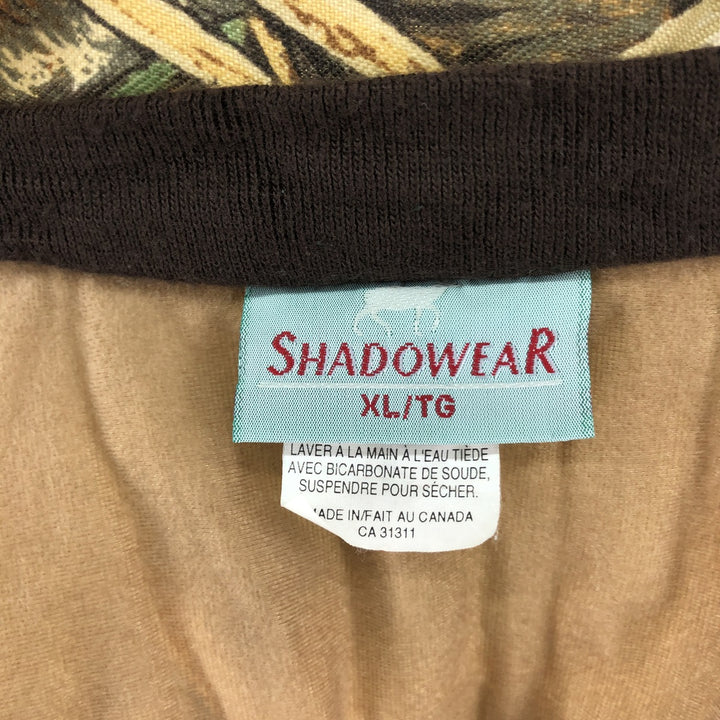 SHADOWEAR
XL/TG
LAVER À LA MAIN À L'EAU TIÈDE
AVEC BICARBONATE DE SOUDE,
SUSPENDRE POUR SÉCHER.
MADE IN/FAIT AU CANADA
CA 31311